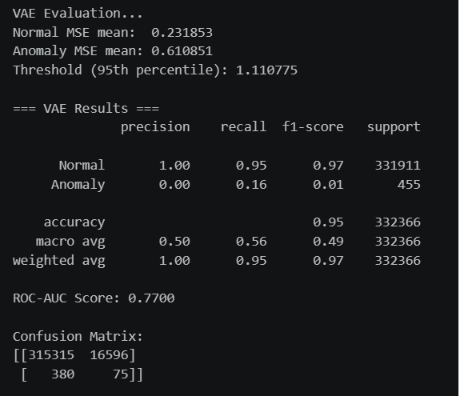 VAE Evaluation...
Normal MSE mean:  0.231853
Anomaly MSE mean: 0.610851
Threshold (95th percentile): 1.110775

=== VAE Results ===
              precision    recall  f1-score   support

      Normal       1.00      0.95      0.97    331911
     Anomaly       0.00      0.16      0.01       455

    accuracy                           0.95    332366
   macro avg       0.50      0.56      0.49    332366
weighted avg       1.00      0.95      0.97    332366

ROC-AUC Score: 0.7700

Confusion Matrix:
[[315315  16596]
 [   380     75]]